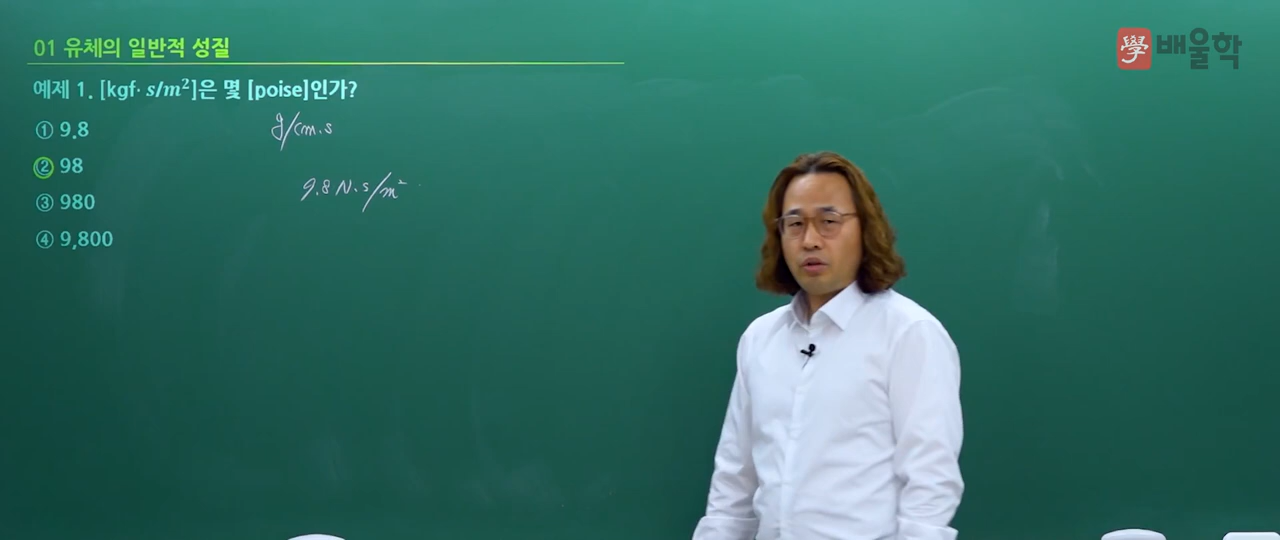 01 유체의 일반적 성질
學 배울학
예제 1. [kgf· s/m²]은 몇 [poise]인가?
① 9.8
g/cm.s
② 98
9.8 N.s/m²
③ 980
④ 9,800